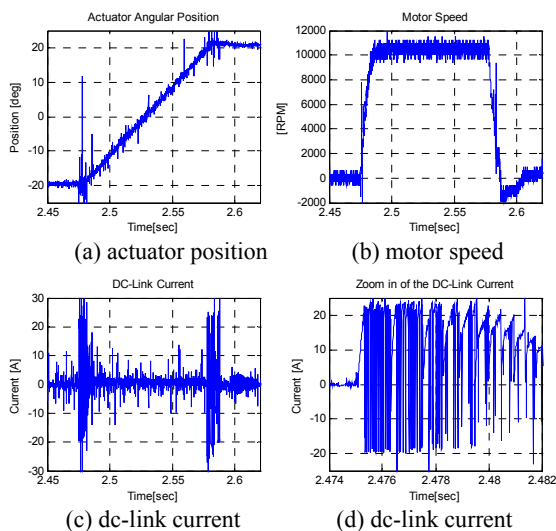 Actuator Angular Position
Position [deg]
20
10
0
-10
-20
2.45 2.5 2.55 2.6
Time[sec]
(a) actuator position
Motor Speed
[RPM]
12000
10000
8000
6000
4000
2000
0
-2000
2.45 2.5 2.55 2.6
Time[sec]
(b) motor speed
DC-Link Current
Current [A]
30
20
10
0
-10
-20
-30
2.45 2.5 2.55 2.6
Time[sec]
(c) dc-link current
Zoom in of the DC-Link Current
Current [A]
20
10
0
-10
-20
2.474 2.476 2.478 2.48 2.482
Time[sec]
(d) dc-link current